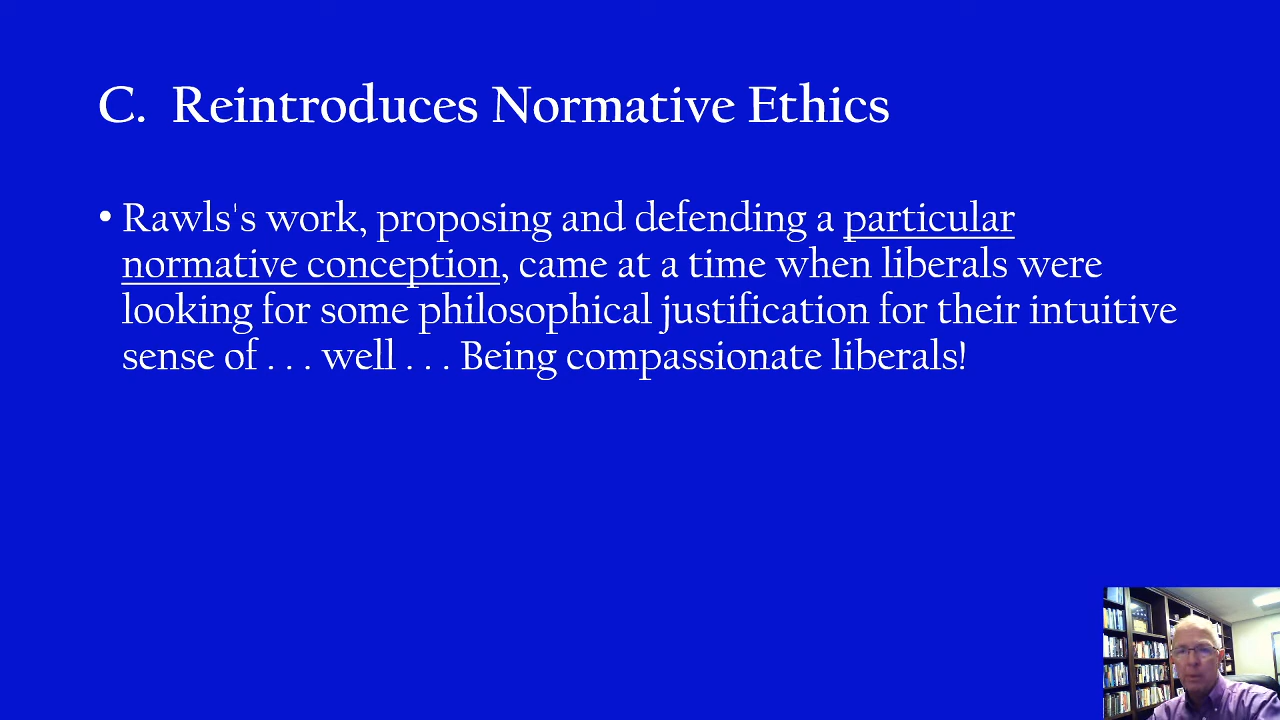 C. Reintroduces Normative Ethics
• Rawls's work, proposing and defending a particular
normative conception, came at a time when liberals were
looking for some philosophical justification for their intuitive
sense of . . . well . . . Being compassionate liberals!